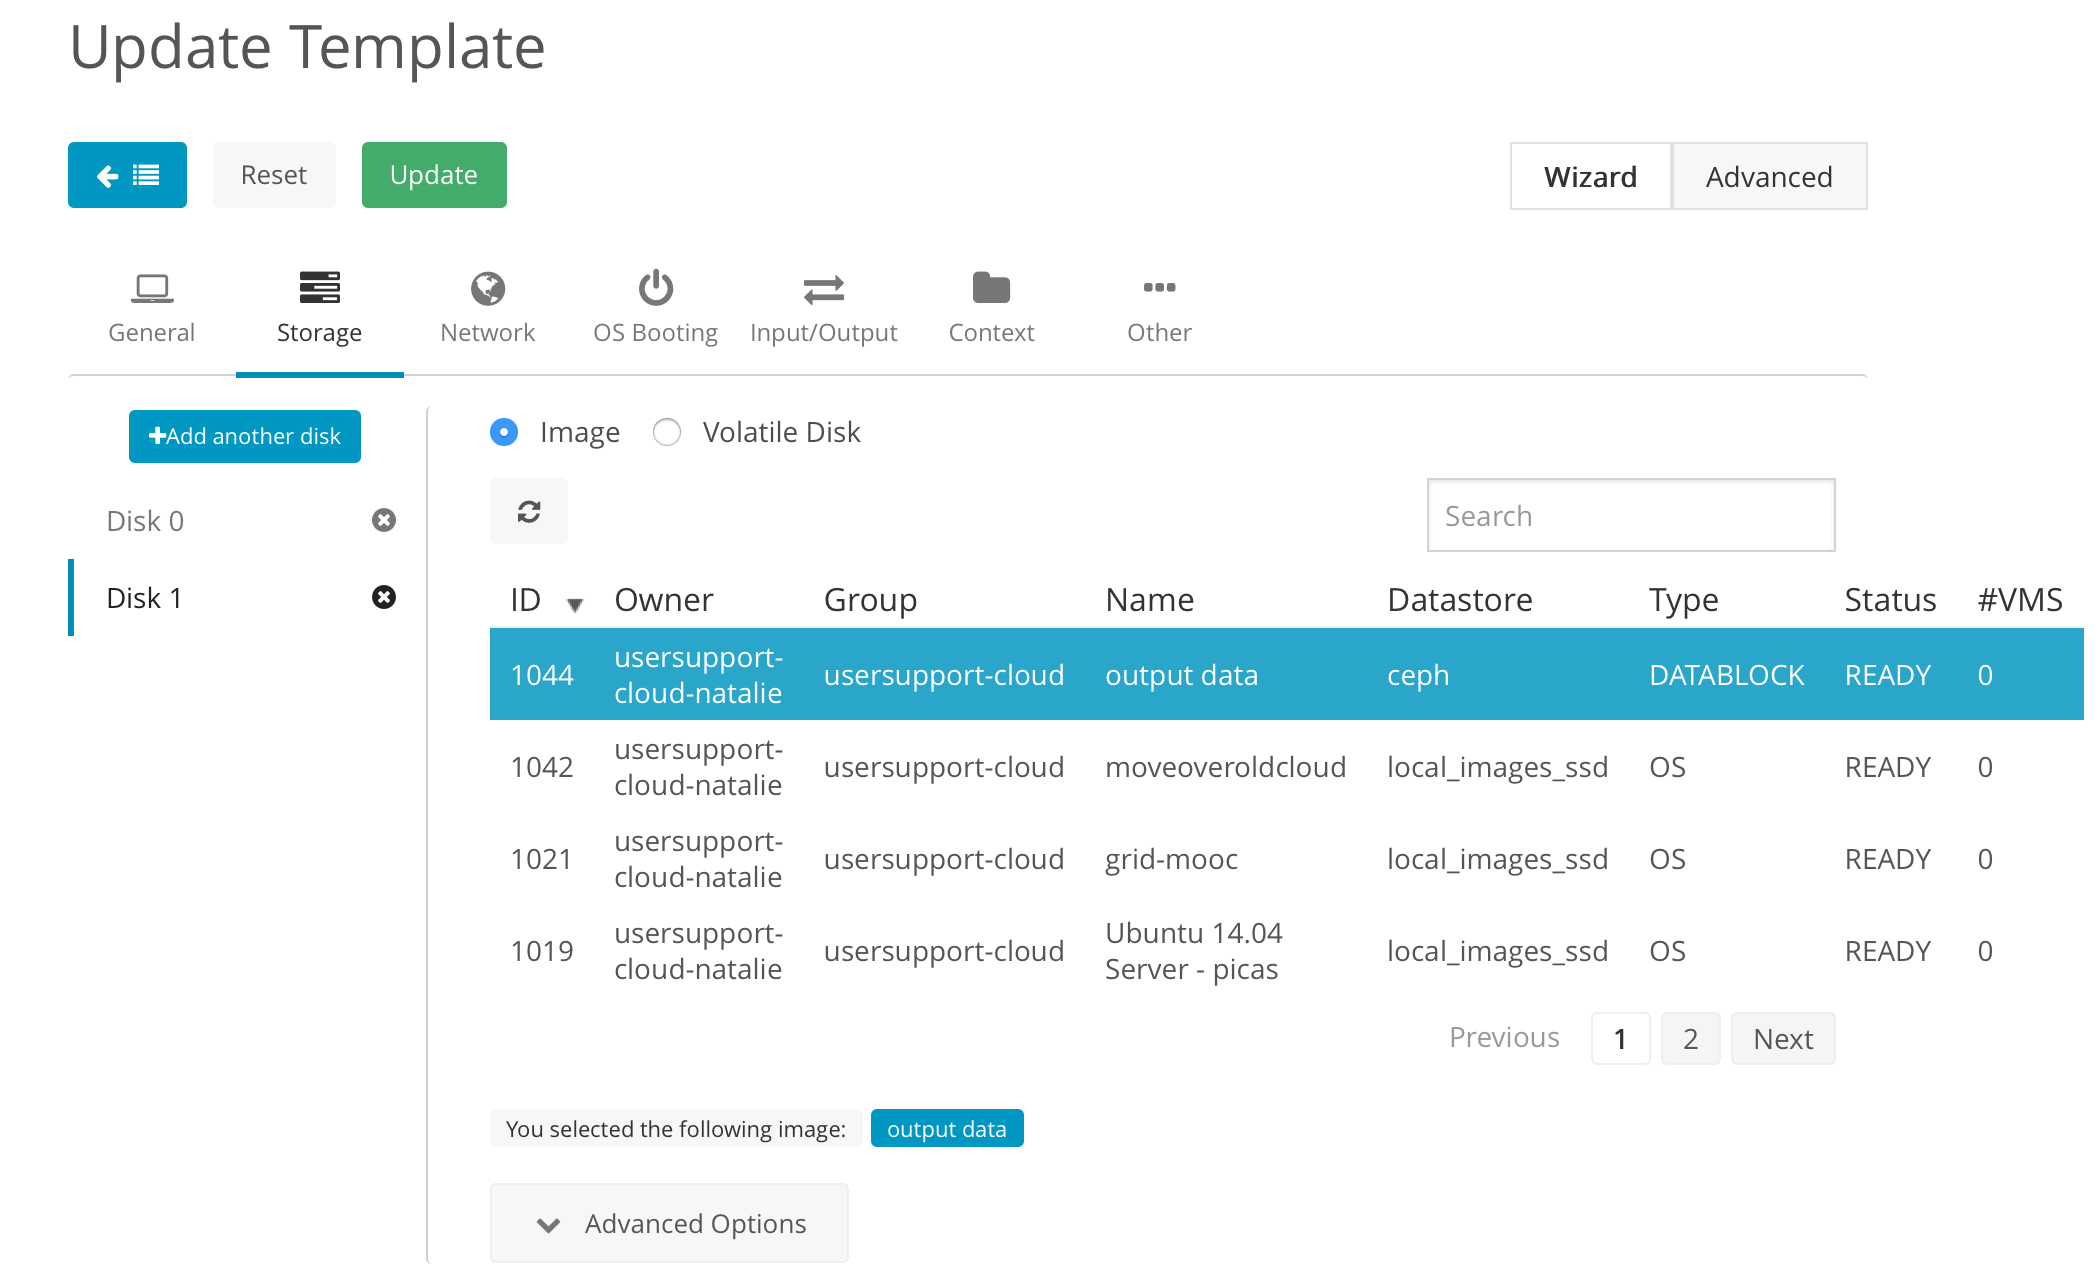 Update Template
Reset
Update
Wizard
Advanced
General
Storage
Network
OS Booting
Input/Output
Context
Other
Add another disk
Disk 0
Disk 1
Image
Volatile Disk
Search
ID Owner Group Name Datastore Type Status #VMS
1044 usersupport-cloud-natalie usersupport-cloud output data ceph DATABLOCK READY 0
1042 usersupport-cloud-natalie usersupport-cloud moveoveroldcloud local_images_ssd OS READY 0
1021 usersupport-cloud-natalie usersupport-cloud grid-mooc local_images_ssd OS READY 0
1019 usersupport-cloud-natalie usersupport-cloud Ubuntu 14.04 Server - picas local_images_ssd OS READY 0
Previous 1 2 Next
You selected the following image: output data
Advanced Options